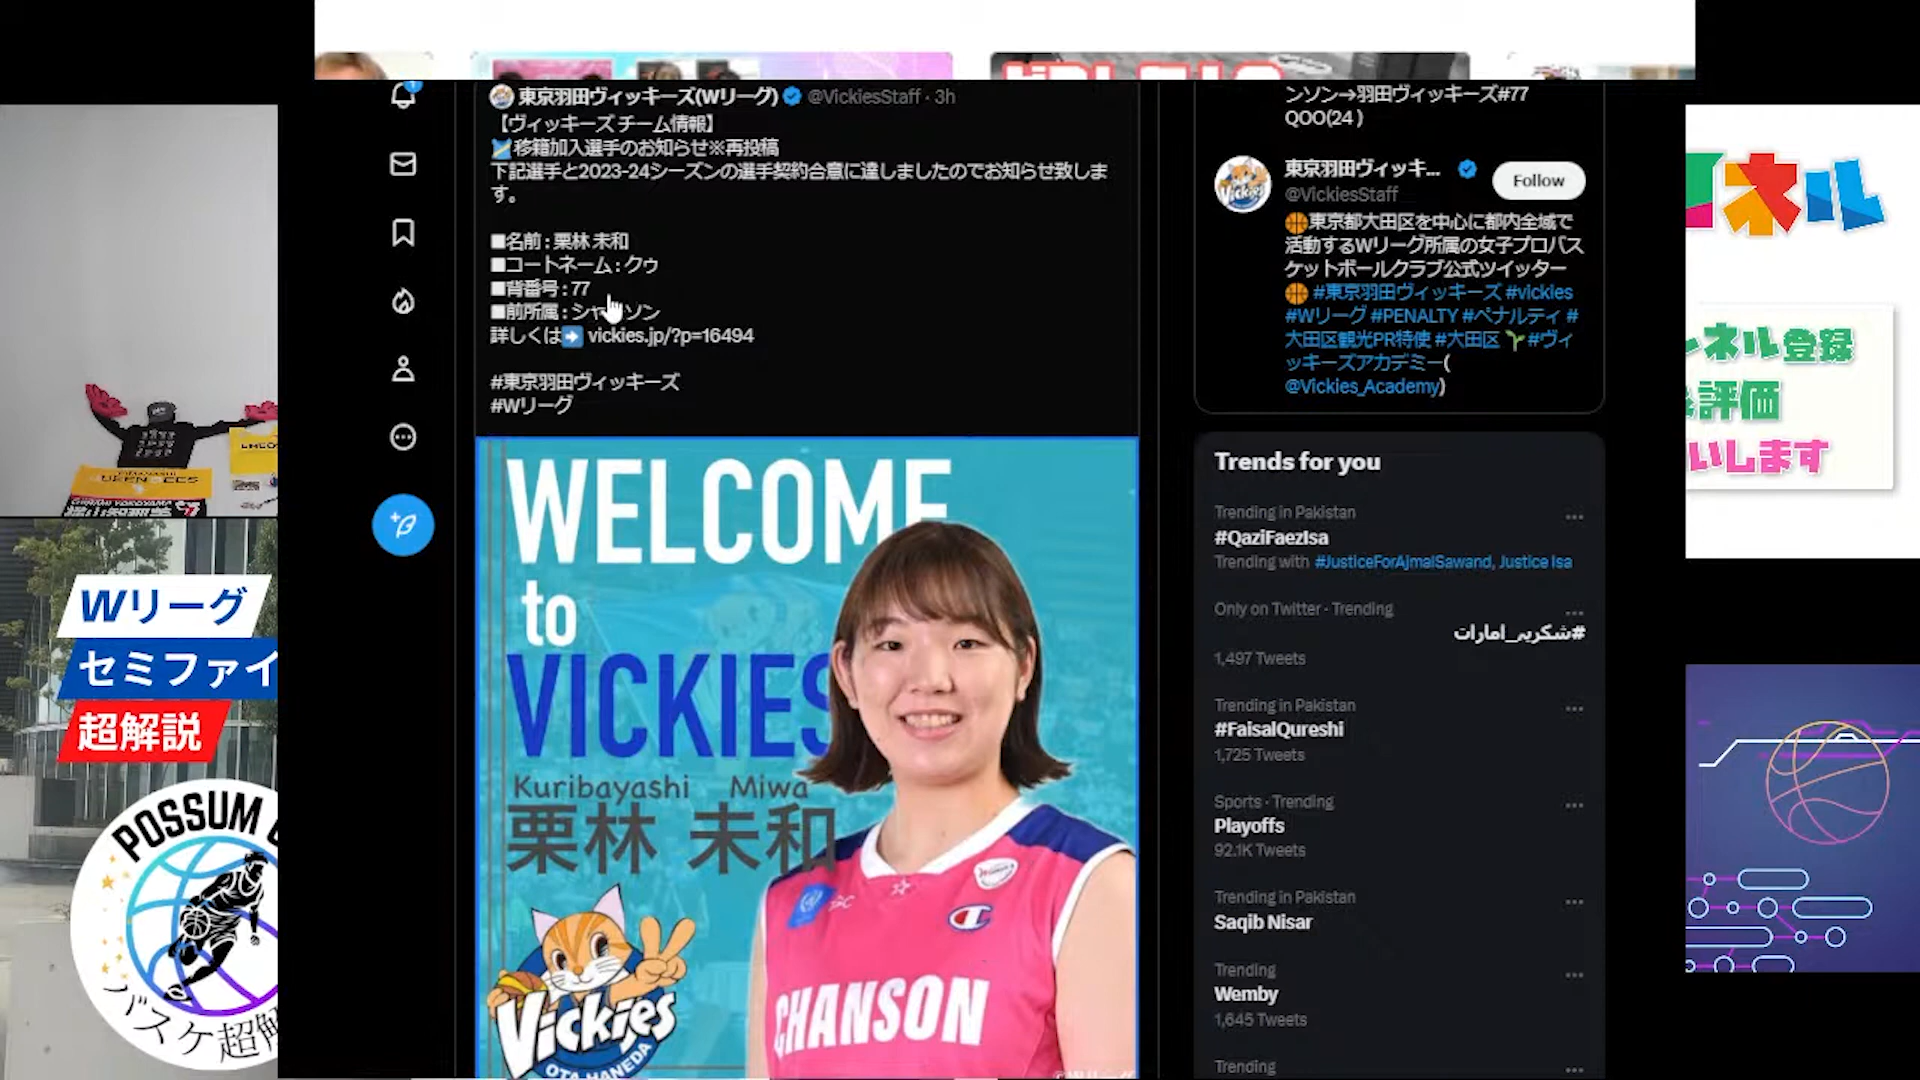 東京羽田ヴィッキーズ(Wリーグ) @VickiesStaff · 3h
【ヴィッキーズ チーム情報】
移籍加入選手のお知らせ※再投稿
下記選手と2023-24シーズンの選手契約合意に達しましたのでお知らせ致しま
す。
■名前 : 栗林 未和
■コートネーム : クゥ
■背番号 : 77
■前所属 : シャンソン
詳しくは➡ vickies.jp/?p=16494
#東京羽田ヴィッキーズ
#Wリーグ
WELCOME
to
VICKIES
Kuribayashi Miwa
栗林 未和
Vickies
OTA HANEDA
CHANSON
ンソン→羽田ヴィッキーズ#77
QOO(24 )
東京羽田ヴィッキ...
@VickiesStaff
Follow
🏀東京都大田区を中心に都内全域で
活動するWリーグ所属の女子プロバス
ケットボールクラブ公式ツイッター
🏀 #東京羽田ヴィッキーズ #vickies
#Wリーグ #PENALTY #ペナルティ #
大田区観光PR特使 #大田区 🌱#ヴィ
ッキーズアカデミー(
@Vickies_Academy)
Trends for you
Trending in Pakistan
#QaziFaezIsa
Trending with #JusticeForAjmalSawand, Justice Isa
Only on Twitter · Trending
#شکریہ_امارات
1,497 Tweets
Trending in Pakistan
#FaisalQureshi
1,725 Tweets
Sports · Trending
Playoffs
92.1K Tweets
Trending in Pakistan
Saqib Nisar
Trending
Wemby
1,645 Tweets
Trending
Wリーグ
セミファイ
超解説
POSSUM
バスケ超解
ネル
ネル登録
評価
いします